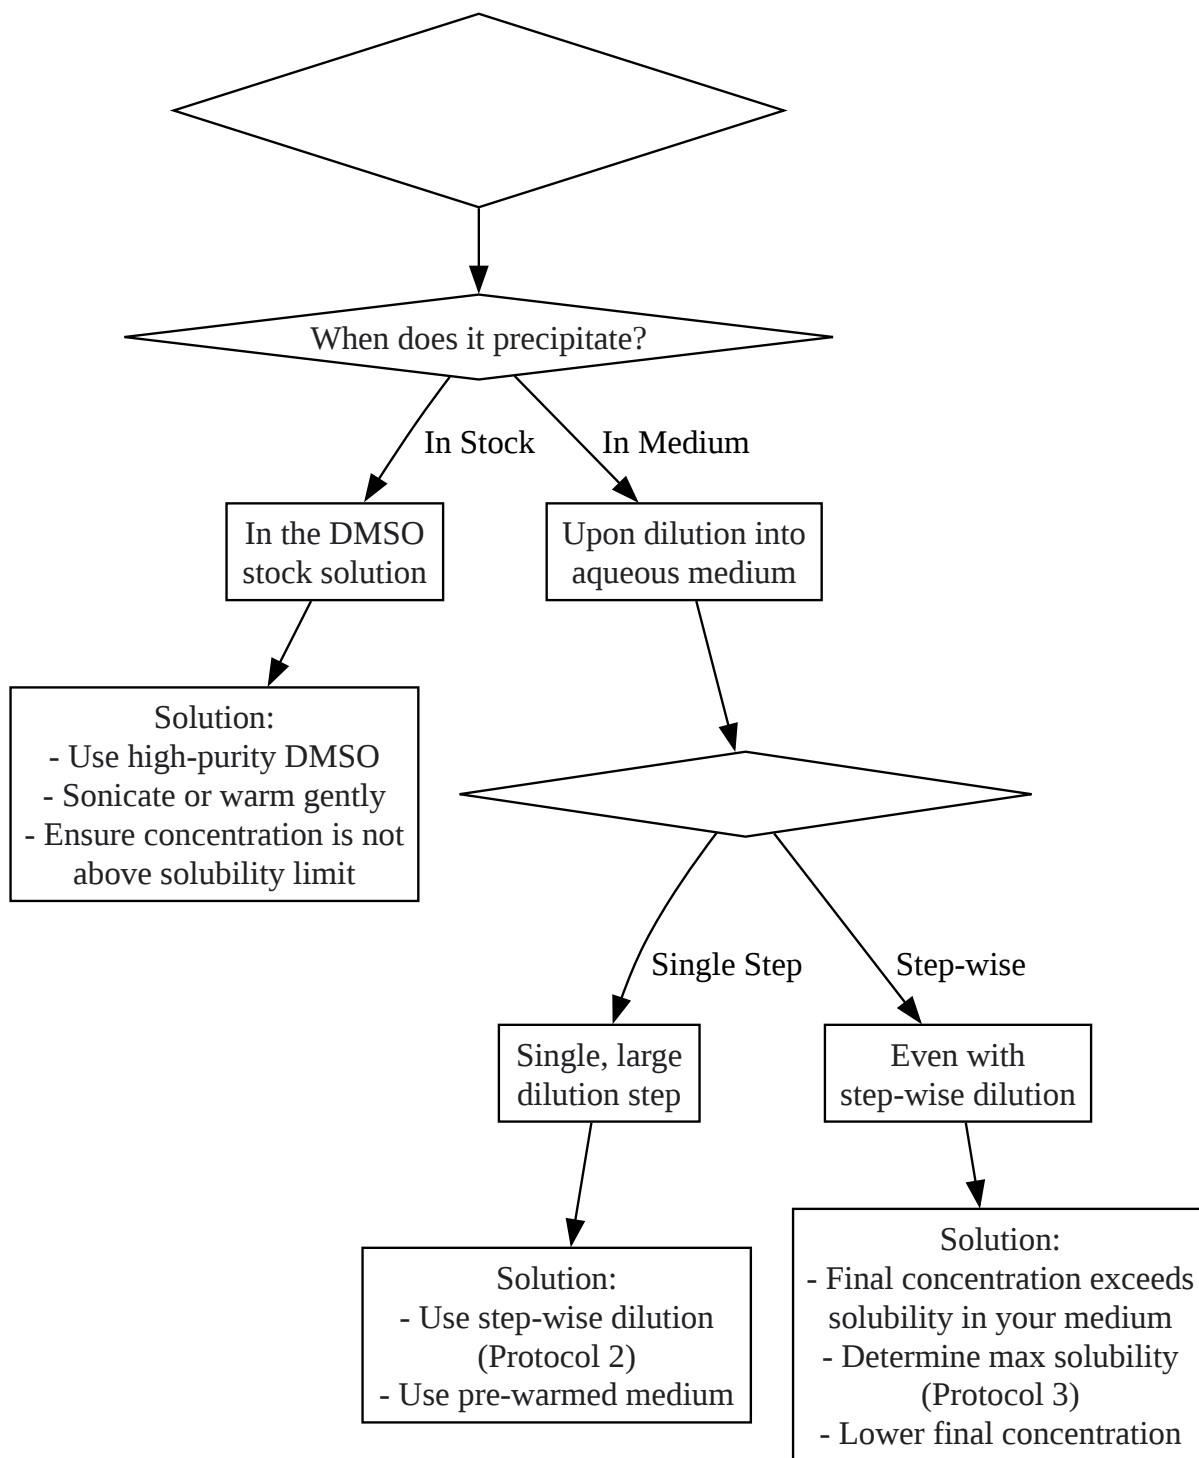 When does it precipitate?
In Stock
In Medium
In the DMSO
stock solution
Upon dilution into
aqueous medium
Solution:
- Use high-purity DMSO
- Sonicate or warm gently
- Ensure concentration is not
above solubility limit
Single Step
Step-wise
Single, large
dilution step
Even with
step-wise dilution
Solution:
- Use step-wise dilution
(Protocol 2)
- Use pre-warmed medium
Solution:
- Final concentration exceeds
solubility in your medium
- Determine max solubility
(Protocol 3)
- Lower final concentration